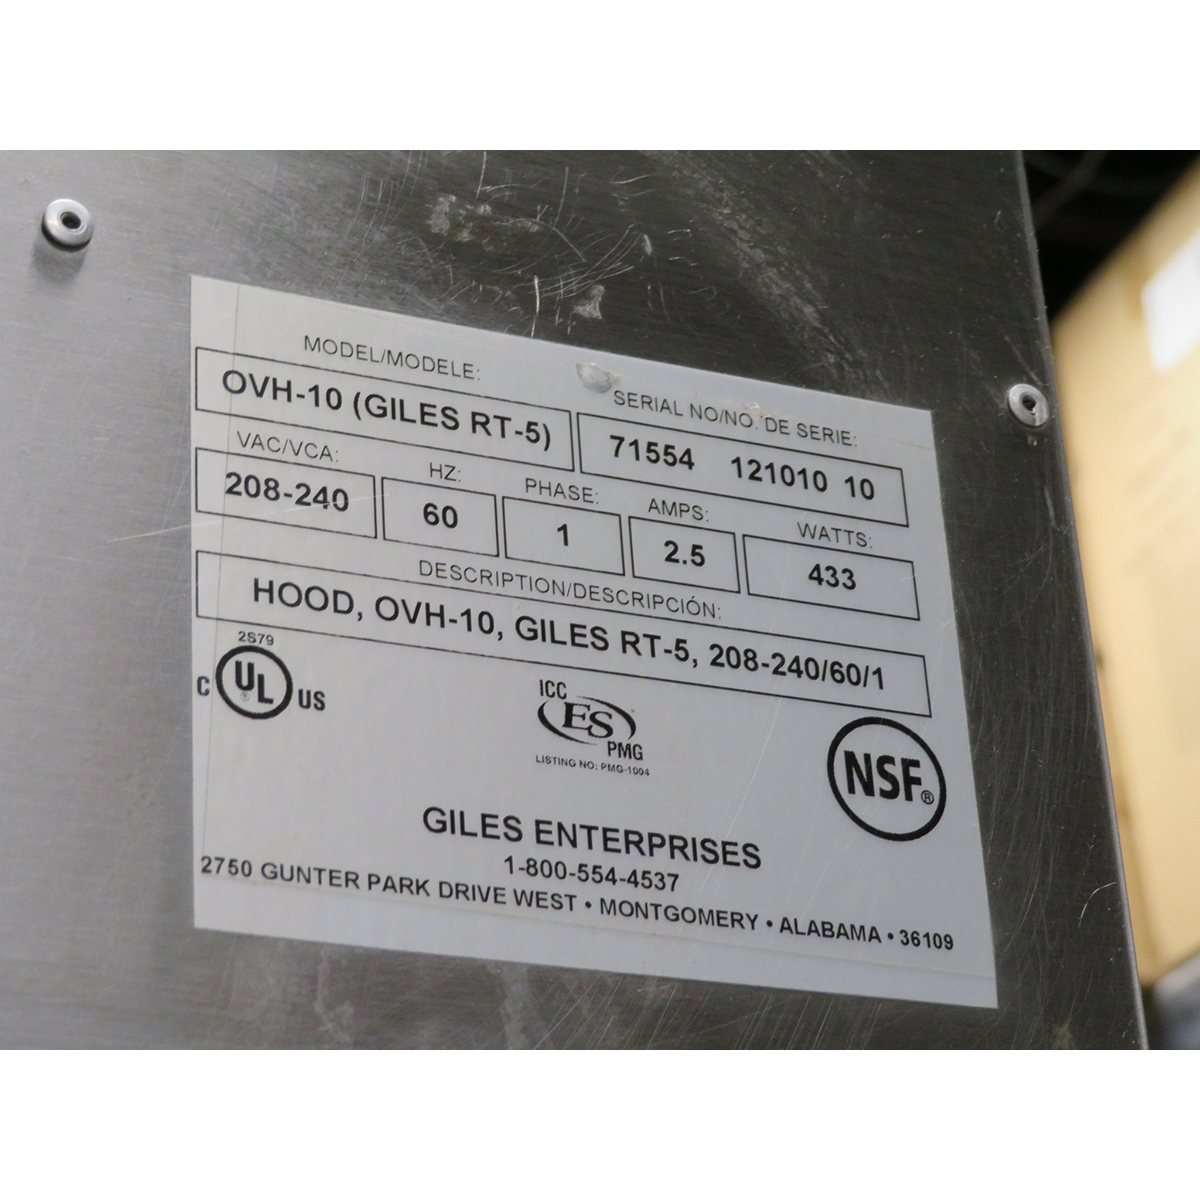 MODEL/MODELE:
OVH-10 (GILES RT-5)
SERIAL NO/NO. DE SERIE:
71554 121010 10
VAC/VCA:
208-240
HZ:
60
PHASE:
1
AMPS:
2.5
WATTS:
433
DESCRIPTION/DESCRIPCIÓN:
HOOD, OVH-10, GILES RT-5, 208-240/60/1
2S79
C UL ® US
ICC
ES
PMG
LISTING NO: PMG-1004
NSF®
GILES ENTERPRISES
1-800-554-4537
2750 GUNTER PARK DRIVE WEST • MONTGOMERY • ALABAMA • 36109